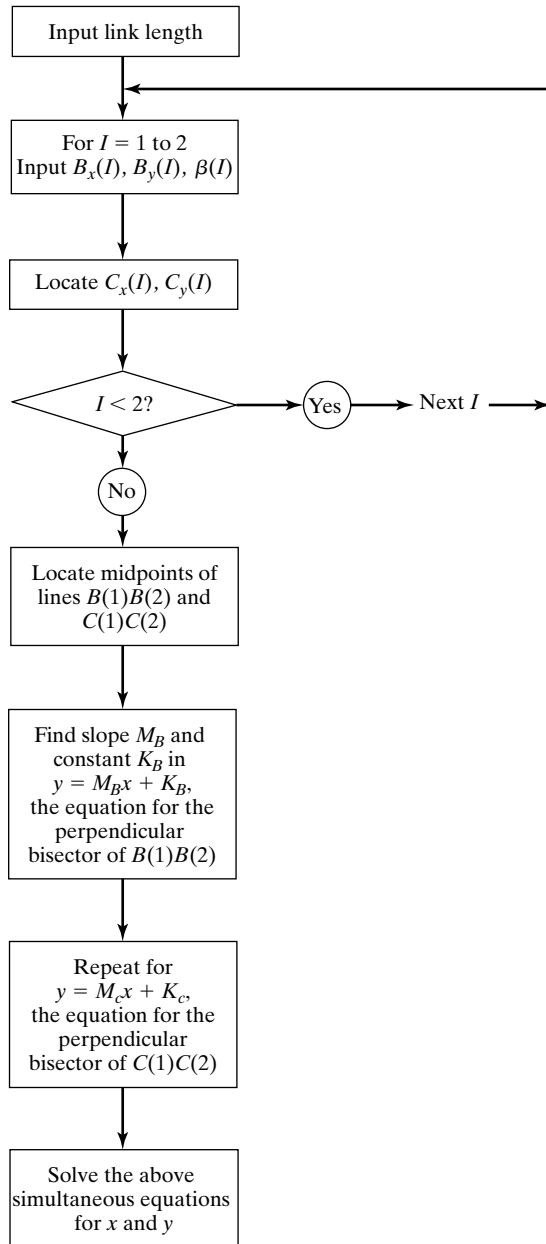 Input link length
For I = 1 to 2
Input Bₓ(I), B_y(I), β(I)
Locate Cₓ(I), C_y(I)
I < 2?
Yes
Next I
No
Locate midpoints of
lines B(1)B(2) and
C(1)C(2)
Find slope M_B and
constant K_B in
y = M_Bx + K_B,
the equation for the
perpendicular
bisector of B(1)B(2)
Repeat for
y = M_cx + K_c,
the equation for the
perpendicular
bisector of C(1)C(2)
Solve the above
simultaneous equations
for x and y